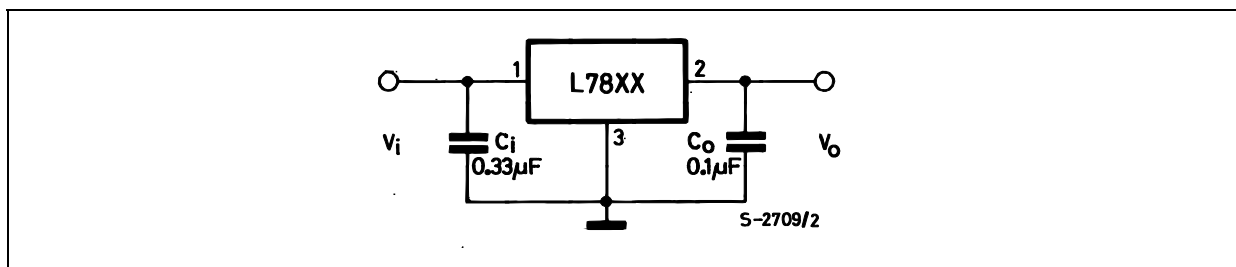 1
L78XX
2
Vi
Ci
0.33µF
3
Co
0.1µF
Vo
S-2709/2